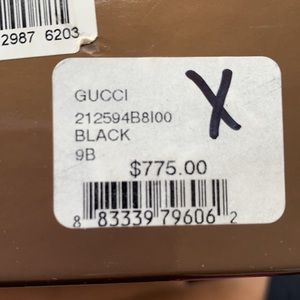 2987 6203
GUCCI
212594B8I00
X
BLACK
9B
$775.00
8 83339 79606 2